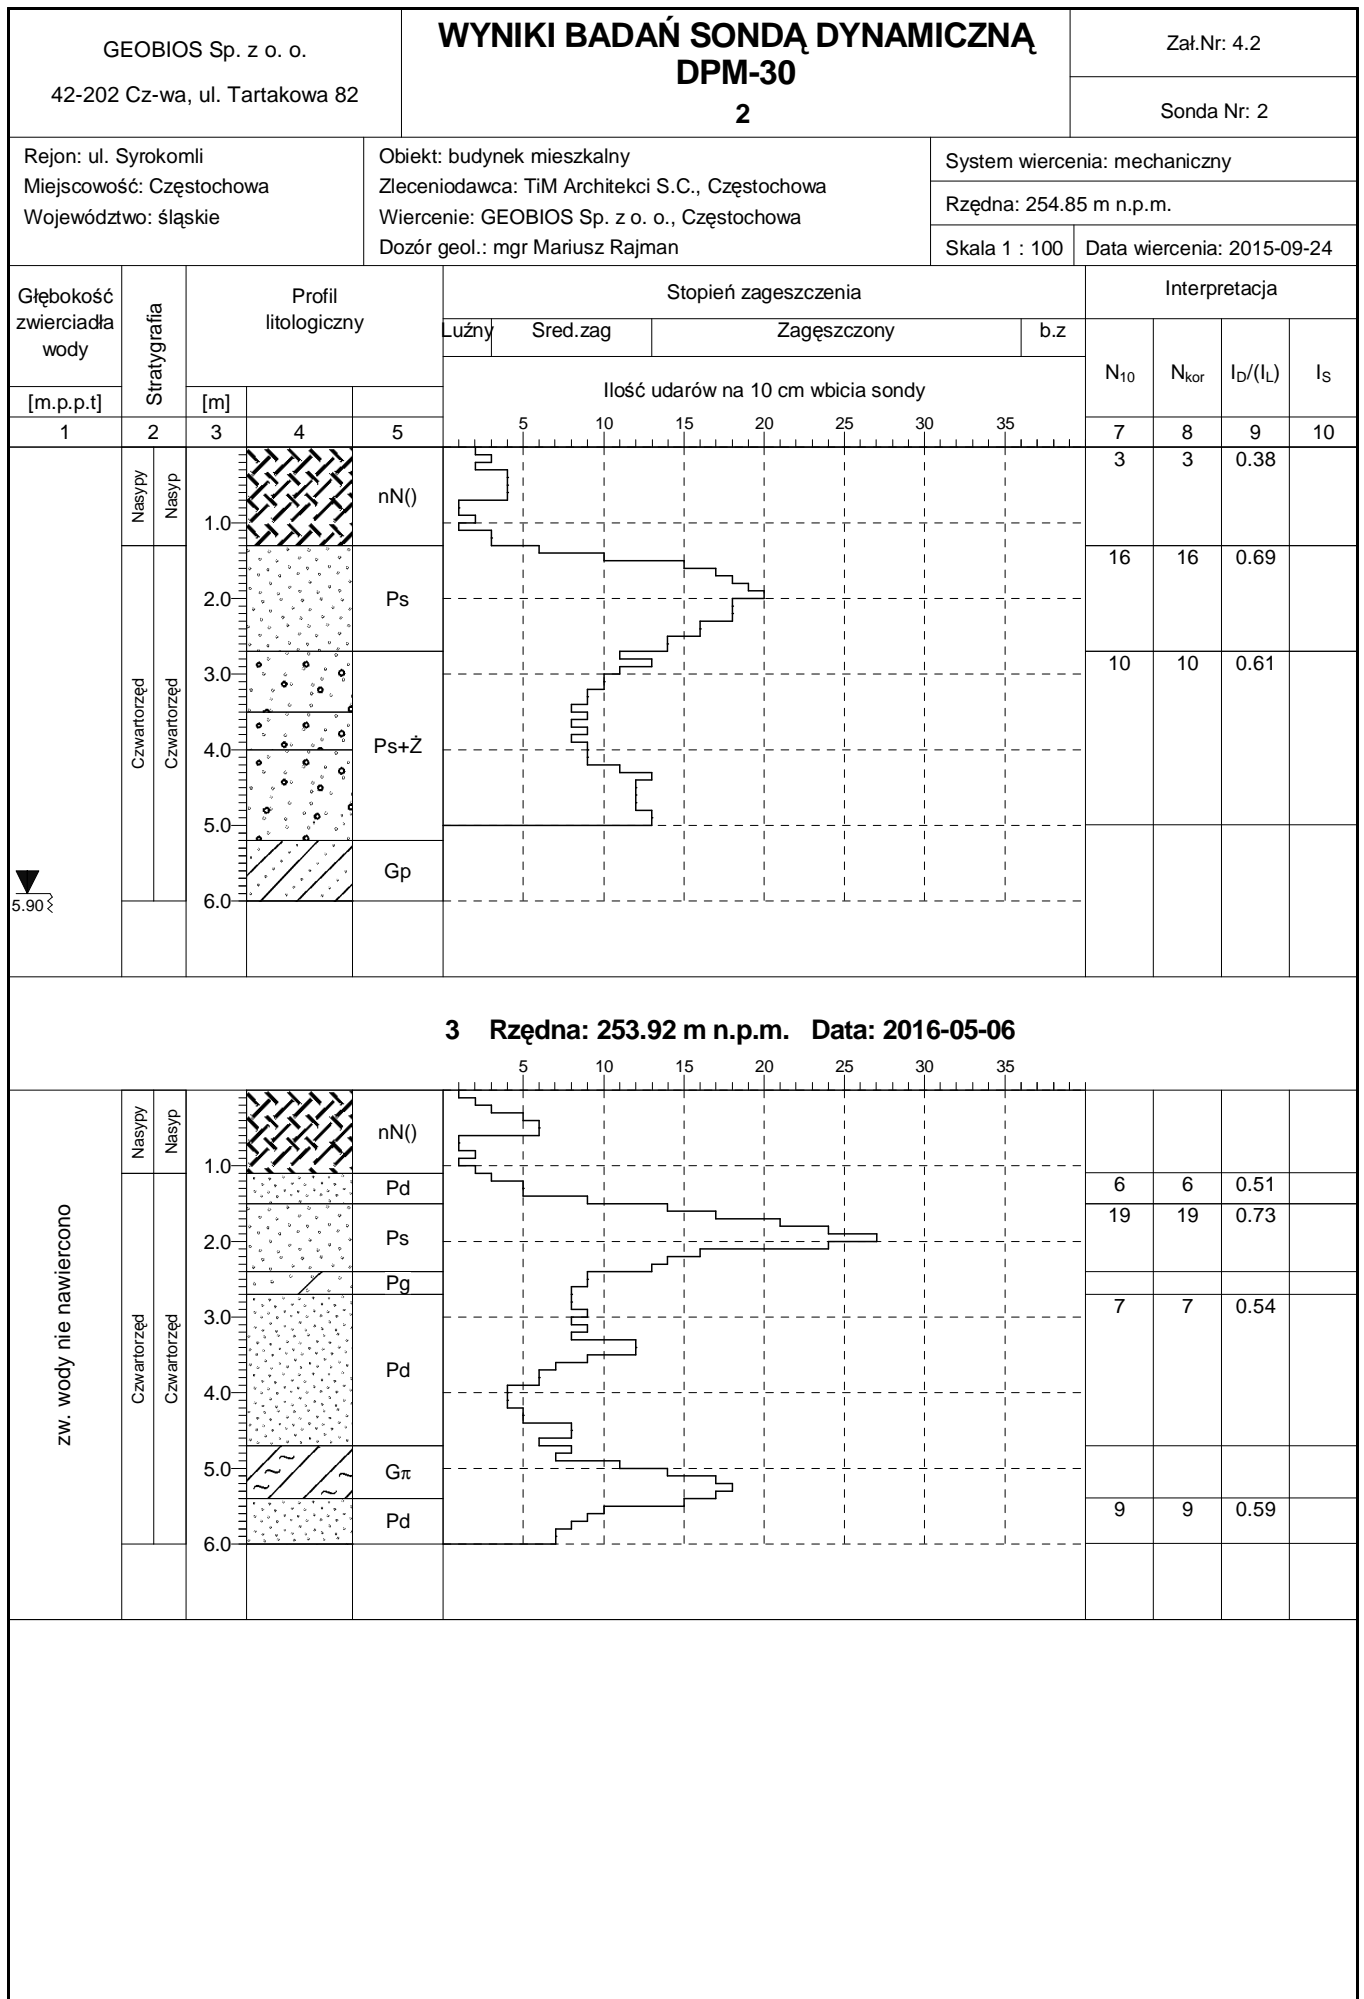 GEOBIOS Sp. z o. o.
42-202 Cz-wa, ul. Tartakowa 82
WYNIKI BADAŃ SONDĄ DYNAMICZNĄ
DPM-30
2
Zał.Nr: 4.2
Sonda Nr: 2
Rejon: ul. Syrokomli
Miejscowość: Częstochowa
Województwo: śląskie
Obiekt: budynek mieszkalny
Zleceniodawca: TiM Architekci S.C., Częstochowa
Wiercenie: GEOBIOS Sp. z o. o., Częstochowa
Dozór geol.: mgr Mariusz Rajman
System wiercenia: mechaniczny
Rzędna: 254.85 m n.p.m.
Skala 1 : 100
Data wiercenia: 2015-09-24
Głębokość
zwierciadła
wody
[m.p.p.t]
Stratygrafia
Profil
litologiczny
[m]
Stopień zageszczenia
Luźny
Sred.zag
Zagęszczony
b.z
Ilość udarów na 10 cm wbicia sondy
Interpretacja
N10
Nkor
ID/(IL)
IS
1 2 3 4 5
5 10 15 20 25 30 35
7 8 9 10
Nasypy
Nasyp
nN()
3 3 0.38
1.0
Czwartorzęd
Czwartorzęd
Ps
16 16 0.69
2.0
Ps+Ż
10 10 0.61
3.0
4.0
5.0
Gp
5.90
6.0
3 Rzędna: 253.92 m n.p.m. Data: 2016-05-06
5 10 15 20 25 30 35
zw. wody nie nawiercono
Nasypy
Nasyp
nN()
1.0
Czwartorzęd
Czwartorzęd
Pd
6 6 0.51
Ps
19 19 0.73
2.0
Pg
Pd
7 7 0.54
3.0
4.0
Gπ
5.0
Pd
9 9 0.59
6.0